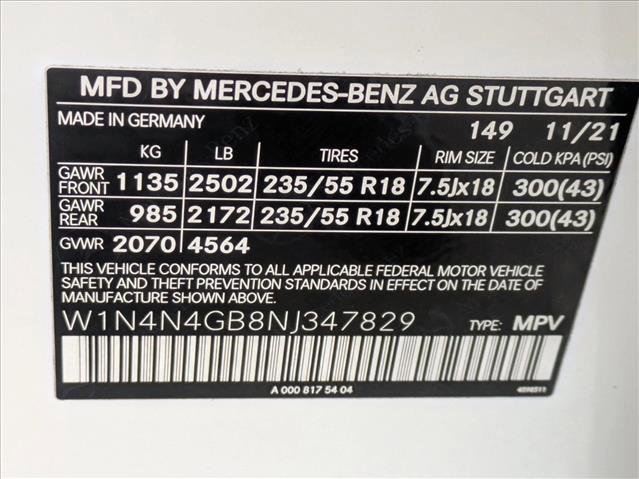 MFD BY MERCEDES-BENZ AG STUTTGART
MADE IN GERMANY 149 11/21
KG LB TIRES RIM SIZE COLD KPA (PSI)
GAWR FRONT 1135 2502 235/55 R18 7.5Jx18 300(43)
GAWR REAR 985 2172 235/55 R18 7.5Jx18 300(43)
GVWR 2070 4564
THIS VEHICLE CONFORMS TO ALL APPLICABLE FEDERAL MOTOR VEHICLE
SAFETY AND THEFT PREVENTION STANDARDS IN EFFECT ON THE DATE OF
MANUFACTURE SHOWN ABOVE.
W1N4N4GB8NJ347829 TYPE: MPV
A 000 817 54 04